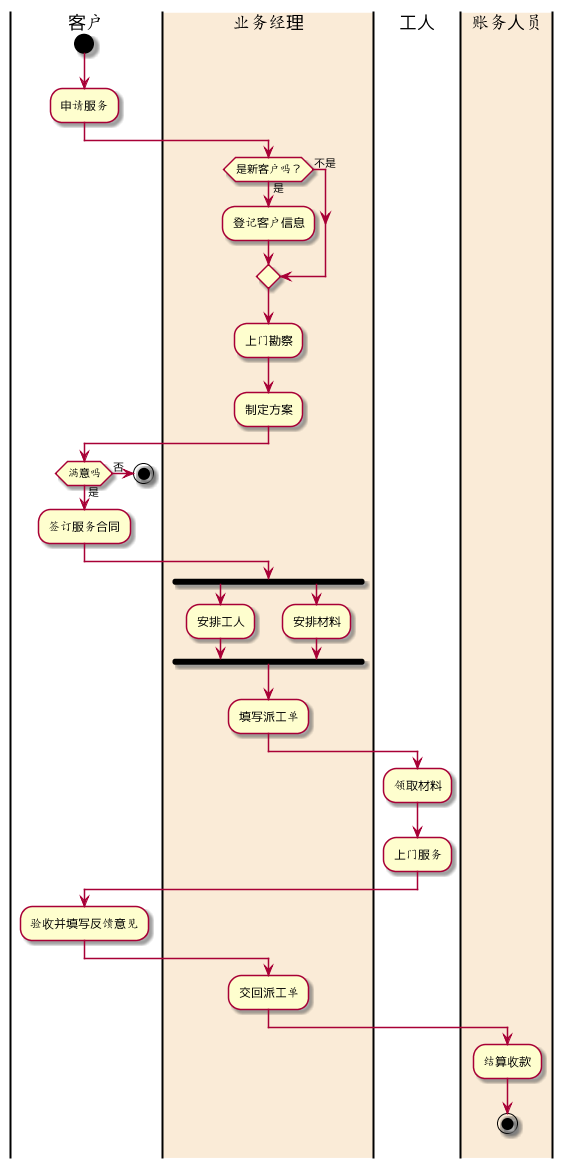 客户
业务经理
工人
账务人员
申请服务
是新客户吗？
不是
是
登记客户信息
上门勘察
制定方案
满意吗
否
是
签订服务合同
安排工人
安排材料
填写派工单
领取材料
上门服务
验收并填写反馈意见
交回派工单
结算收款